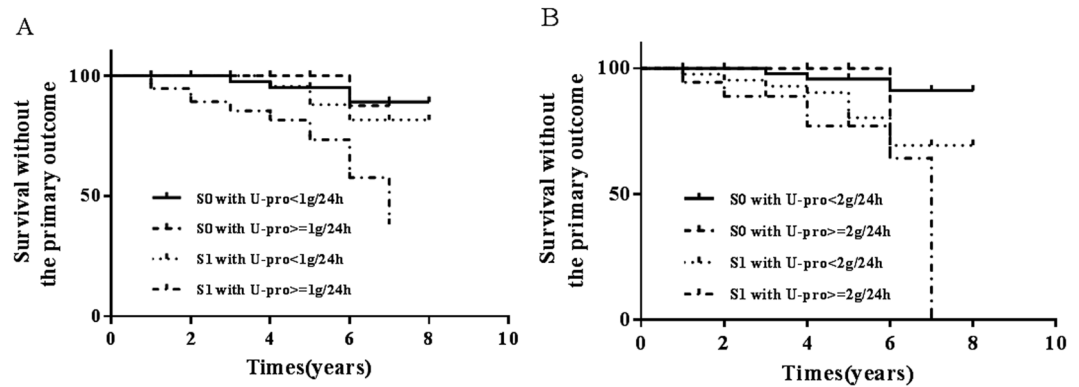 A
Survival without
the primary outcome
100
50
0
S0 with U-pro<1g/24h
S0 with U-pro>=1g/24h
S1 with U-pro<1g/24h
S1 with U-pro>=1g/24h
0 2 4 6 8 10
Times(years)
B
Survival without
the primary outcome
100
50
0
S0 with U-pro<2g/24h
S0 with U-pro>=2g/24h
S1 with U-pro<2g/24h
S1 with U-pro>=2g/24h
0 2 4 6 8 10
Times(years)